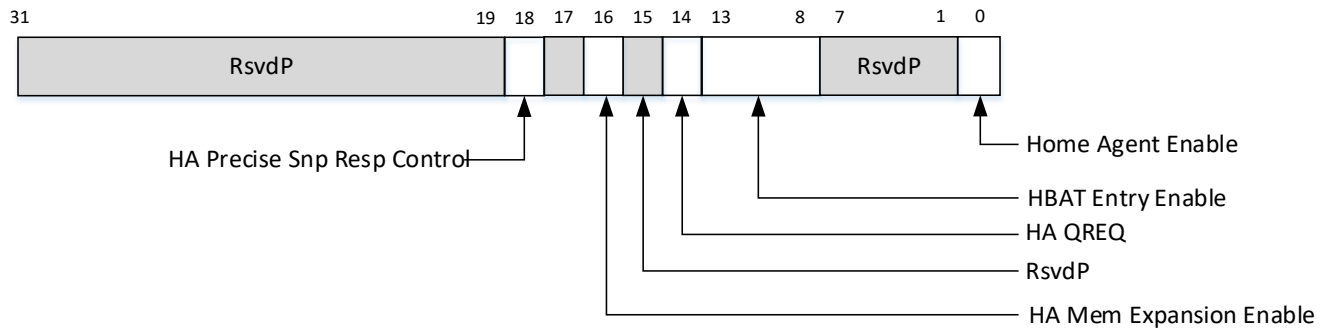 31 19 18 17 16 15 14 13 8 7 1 0
RsvdP RsvdP
Home Agent Enable
HA Precise Snp Resp Control
HBAT Entry Enable
HA QREQ
RsvdP
HA Mem Expansion Enable